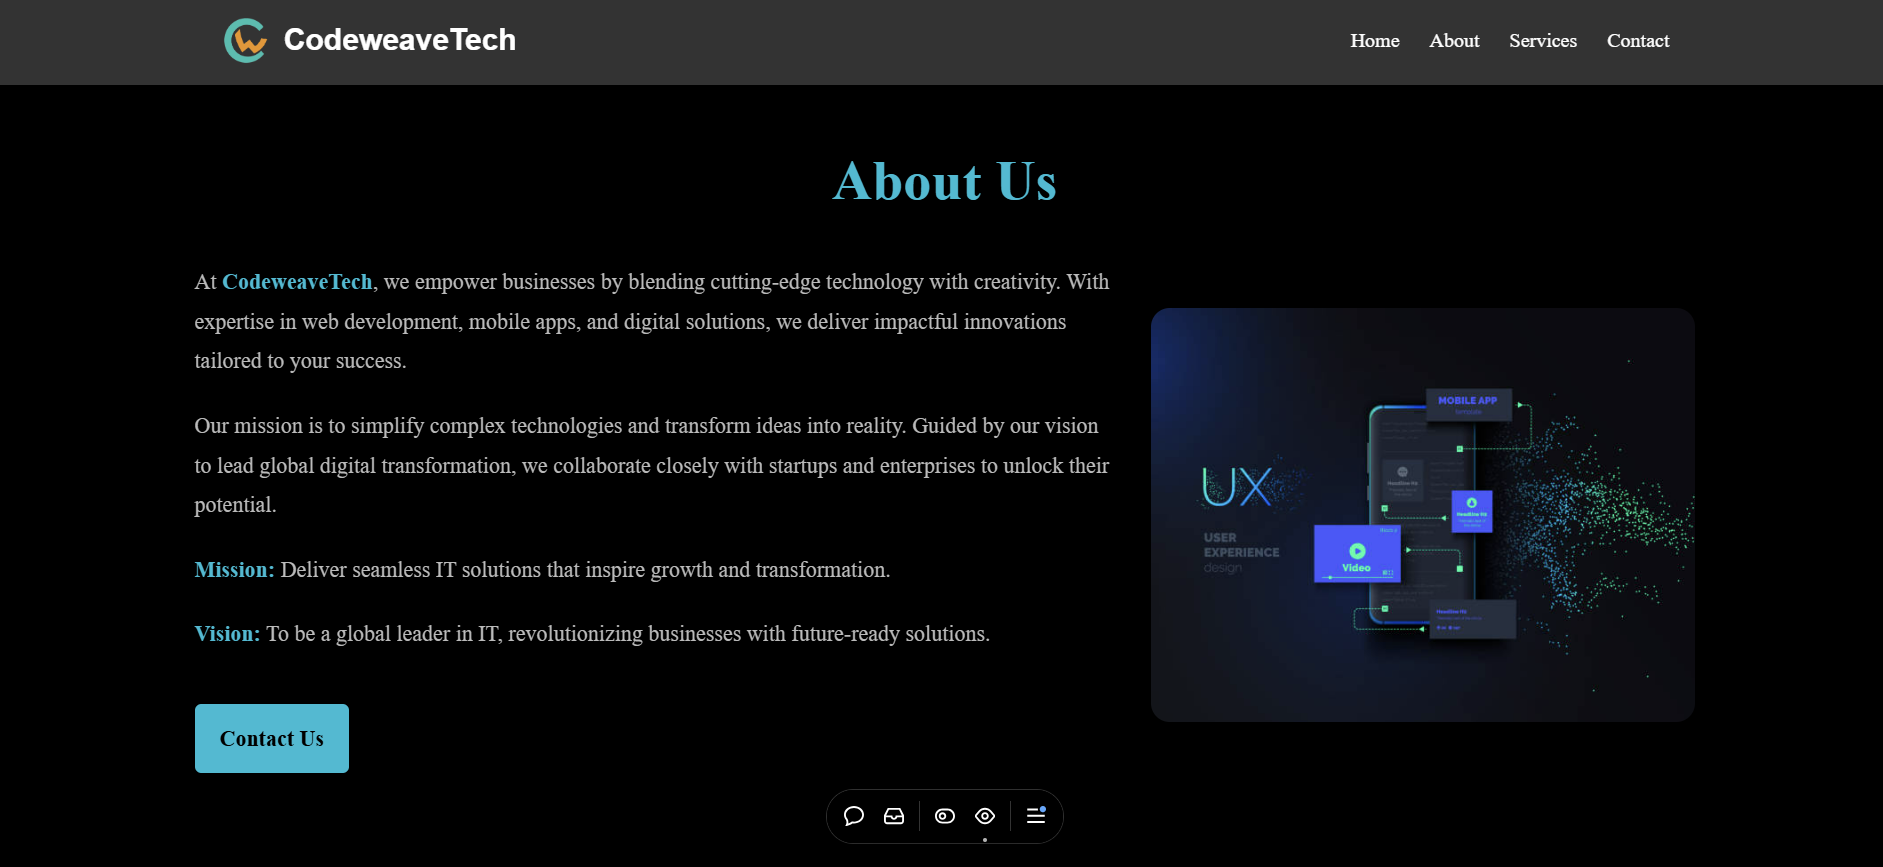 CodeweaveTech
Home About Services Contact
About Us
At CodeweaveTech, we empower businesses by blending cutting-edge technology with creativity. With
expertise in web development, mobile apps, and digital solutions, we deliver impactful innovations
tailored to your success.
Our mission is to simplify complex technologies and transform ideas into reality. Guided by our vision
to lead global digital transformation, we collaborate closely with startups and enterprises to unlock their
potential.
Mission: Deliver seamless IT solutions that inspire growth and transformation.
Vision: To be a global leader in IT, revolutionizing businesses with future-ready solutions.
Contact Us
MOBILE APP
UX
USER
EXPERIENCE
design
Headline H2
Headline H2
Video
Headline H2